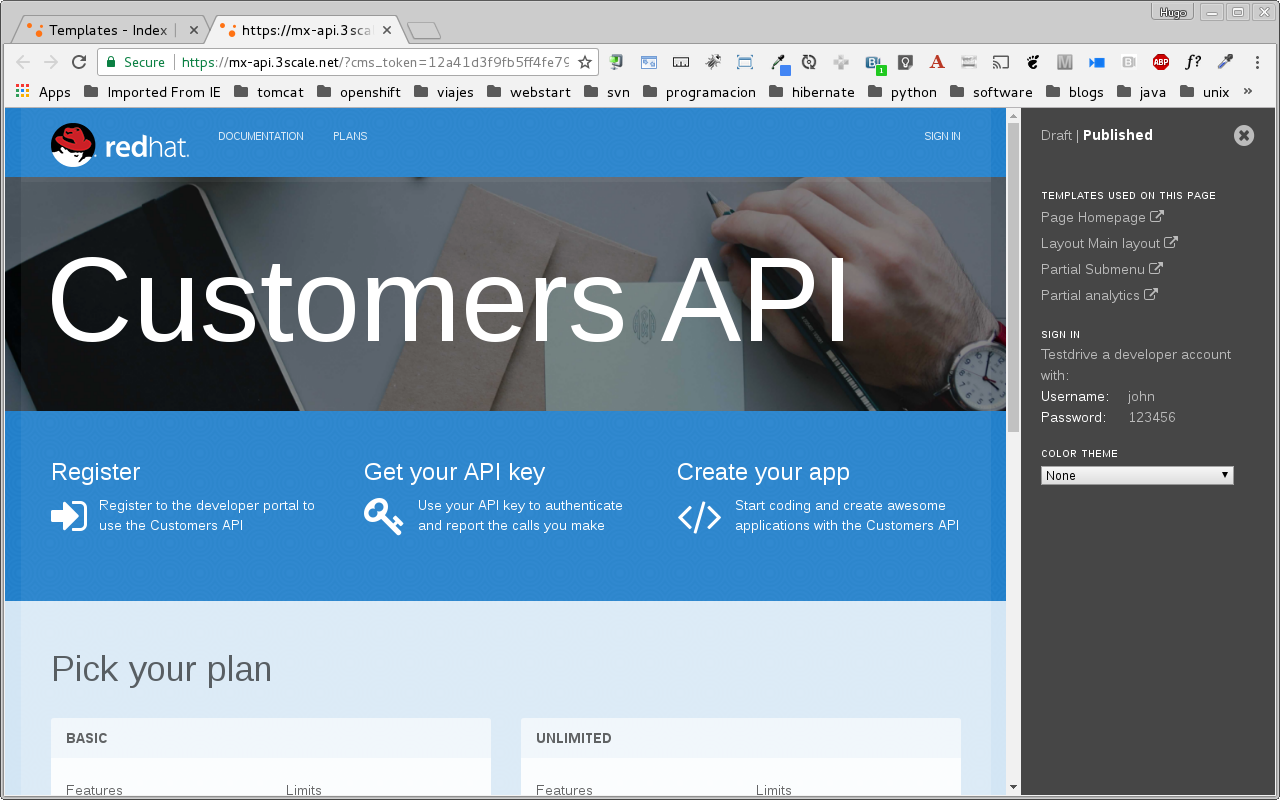 Hugo
Templates - Index
https://mx-api.3scal
Secure
https://mx-api.3scale.net/?cms_token=12a41d3f9fb5ff4fe79
B
1
A
M
B
ABP
f?
Apps
Imported From IE
tomcat
openshift
viajes
webstart
svn
programacion
hibernate
python
software
blogs
java
unix
»
redhat.
DOCUMENTATION
PLANS
SIGN IN
Customers API
Register
Register to the developer portal to
use the Customers API
Get your API key
Use your API key to authenticate
and report the calls you make
Create your app
Start coding and create awesome
applications with the Customers API
Pick your plan
BASIC
Features
Limits
UNLIMITED
Features
Limits
Draft | Published
TEMPLATES USED ON THIS PAGE
Page Homepage
Layout Main layout
Partial Submenu
Partial analytics
SIGN IN
Testdrive a developer account
with:
Username: john
Password: 123456
COLOR THEME
None